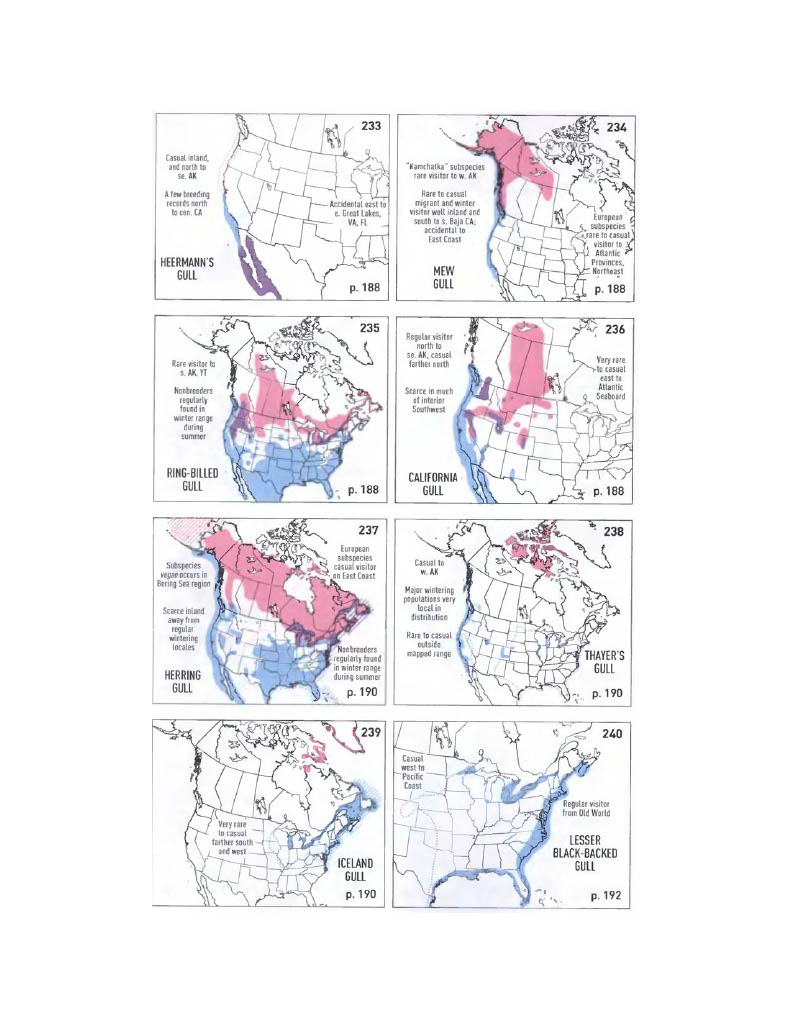 233
Casual inland,
and north to
se. AK
A few breeding
records north
to cen. CA
Accidental east to
e. Great Lakes,
VA, FL
HEERMANN'S
GULL
p. 188
234
"Kamchatka" subspecies
rare visitor to w. AK
Rare to casual
migrant and winter
visitor well inland and
south to s. Baja CA;
accidental to
East Coast
European
subspecies
rare to casual
visitor to
Atlantic
Provinces,
Northeast
MEW
GULL
p. 188
235
Rare visitor to
s. AK, YT
Nonbreeders
regularly
found in
winter range
during
summer
RING-BILLED
GULL
p. 188
236
Regular visitor
north to
se. AK, casual
farther north
Scarce in much
of interior
Southwest
Very rare
to casual
east to
Atlantic
Seaboard
CALIFORNIA
GULL
p. 188
237
European
subspecies
casual visitor
on East Coast
Subspecies
vegae occurs in
Bering Sea region
Scarce inland
away from
regular
wintering
locales
Nonbreeders
regularly found
in winter range
during summer
HERRING
GULL
p. 190
238
Casual to
w. AK
Major wintering
populations very
local in
distribution
Rare to casual
outside
mapped range
THAYER'S
GULL
p. 190
239
Very rare
to casual
farther south
and west
ICELAND
GULL
p. 190
240
Casual
west to
Pacific
Coast
Regular visitor
from Old World
LESSER
BLACK-BACKED
GULL
p. 192